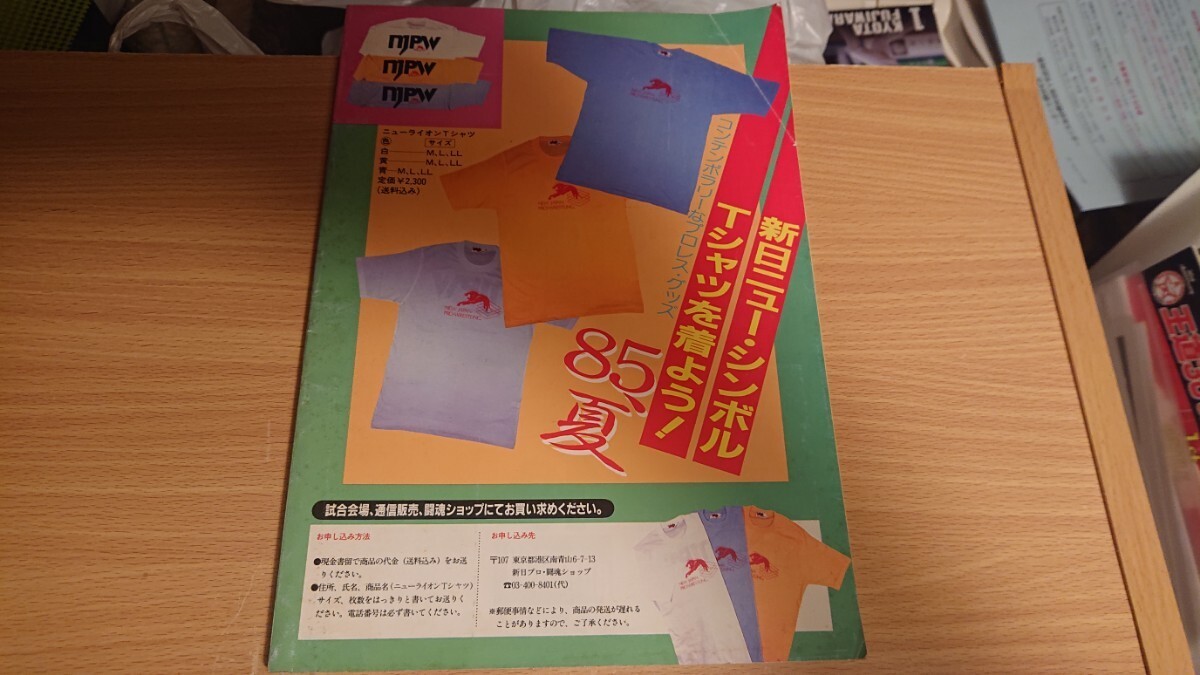 njpw
njpw
njpw
ニューライオンTシャツ
色 サイズ
白 M、L、LL
黄 M、L、LL
青 M、L、LL
定価¥2,300
(送料込み)
新日ニュー・シンボル
Tシャツを着よう!
コンテンポラリーなプロレス・グッズ
85、夏
試合会場、通信販売、闘魂ショップにてお買い求めください。
お申し込み方法
●現金書留で商品の代金(送料込み)をお送
りください。
●住所、氏名、商品名(ニューライオンTシャツ)
サイズ、枚数をはっきりと書いてお送りく
ださい。電話番号は必ず書いてください。
お申し込み先
〒107 東京都港区南青山6-7-13
新日プロ・闘魂ショップ
☎03-400-8401(代)
※郵便事情などにより、商品の発送が遅れる
ことがありますので、ご了承ください。
1 KYOTA
FUJIWARA
王道